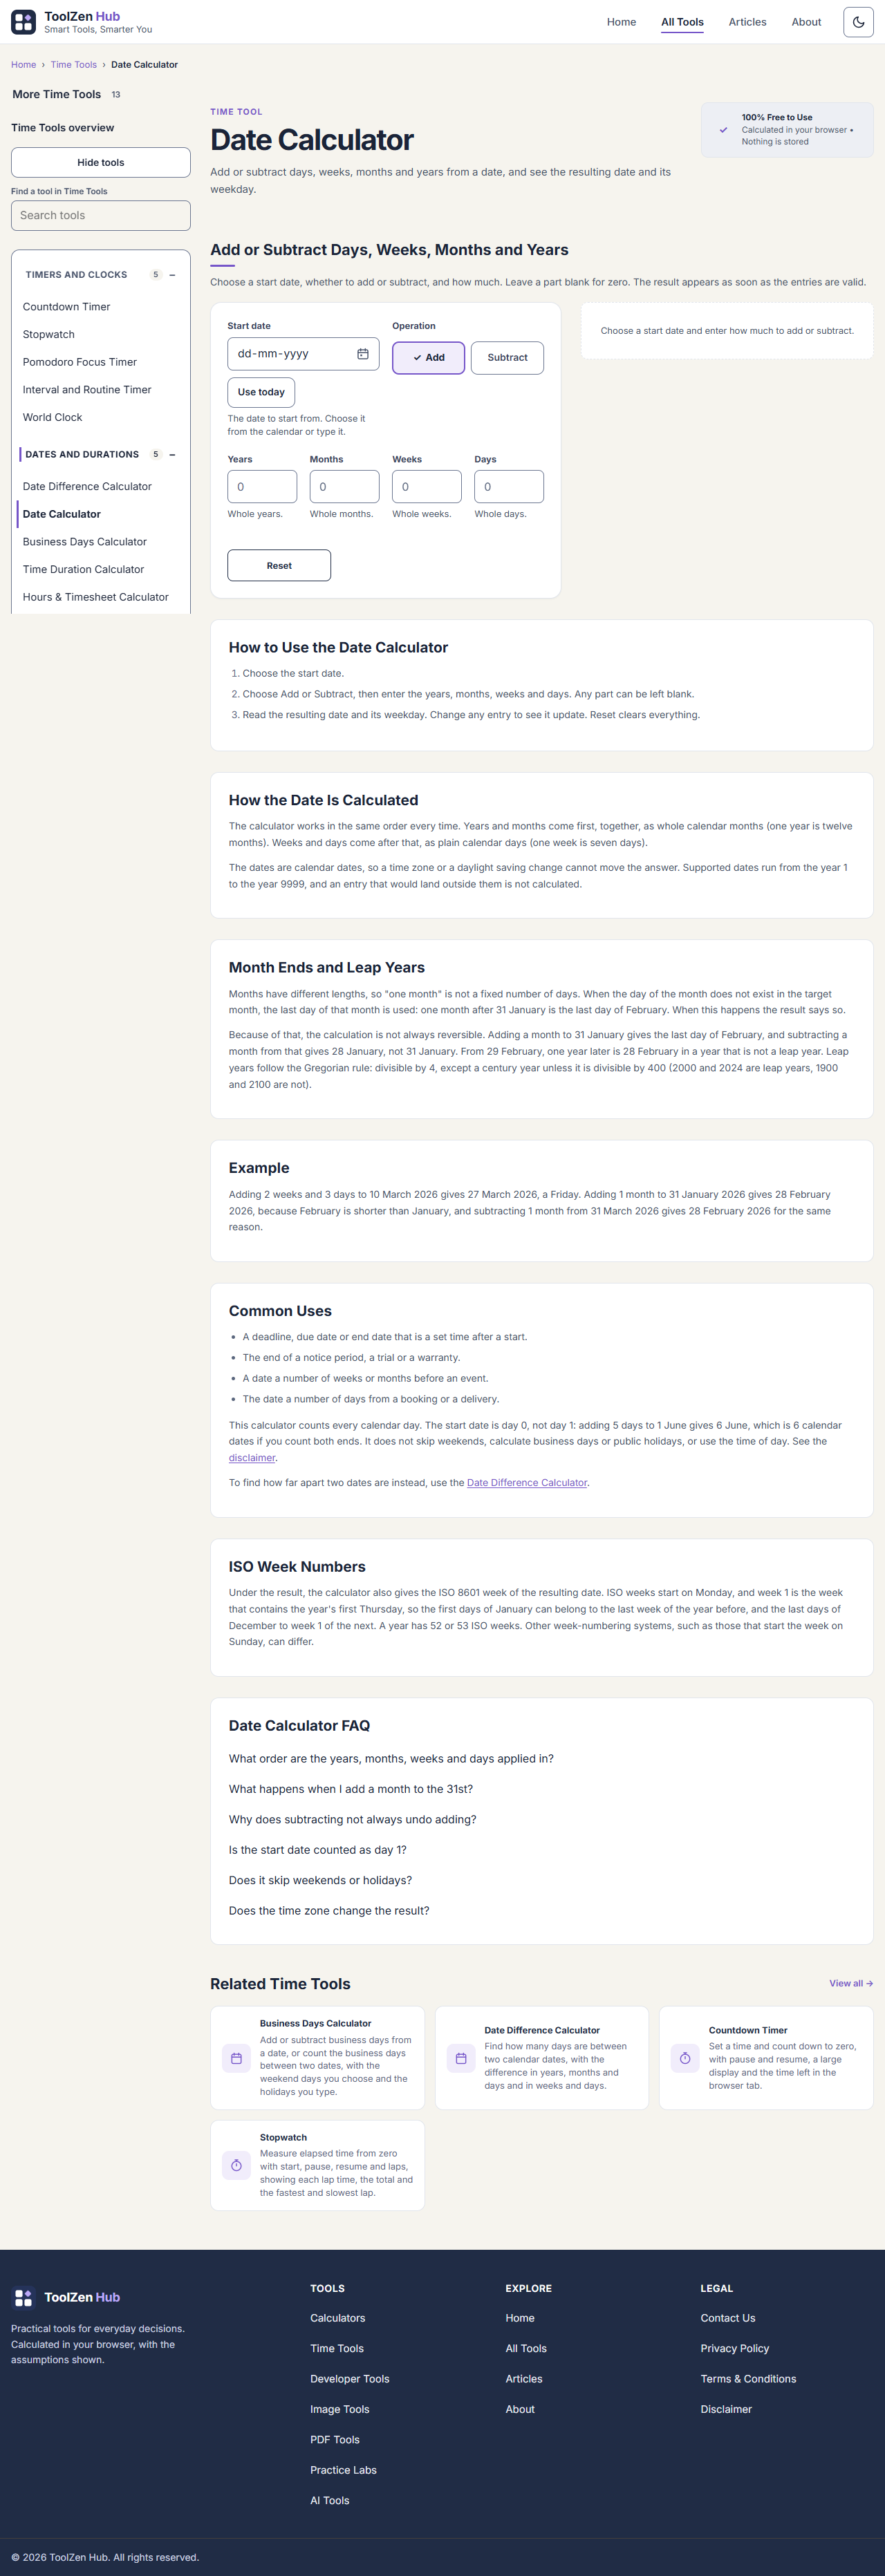 ToolZen Hub
Smart Tools, Smarter You
Home
All Tools
Articles
About
Home › Time Tools › Date Calculator
More Time Tools 13
Time Tools overview
Hide tools
Find a tool in Time Tools
Search tools
TIMERS AND CLOCKS 5 −
Countdown Timer
Stopwatch
Pomodoro Focus Timer
Interval and Routine Timer
World Clock
DATES AND DURATIONS 5 −
Date Difference Calculator
Date Calculator
Business Days Calculator
Time Duration Calculator
Hours & Timesheet Calculator
TIME TOOL
Date Calculator
Add or subtract days, weeks, months and years from a date, and see the resulting date and its
weekday.
✓
100% Free to Use
Calculated in your browser •
Nothing is stored
Add or Subtract Days, Weeks, Months and Years
Choose a start date, whether to add or subtract, and how much. Leave a part blank for zero. The result appears as soon as the entries are valid.
Start date
dd-mm-yyyy
Use today
The date to start from. Choose it
from the calendar or type it.
Operation
✓ Add
Subtract
Years
Months
Weeks
Days
0
0
0
0
Whole years.
Whole months.
Whole weeks.
Whole days.
Reset
Choose a start date and enter how much to add or subtract.
How to Use the Date Calculator
1. Choose the start date.
2. Choose Add or Subtract, then enter the years, months, weeks and days. Any part can be left blank.
3. Read the resulting date and its weekday. Change any entry to see it update. Reset clears everything.
How the Date Is Calculated
The calculator works in the same order every time. Years and months come first, together, as whole calendar months (one year is twelve
months). Weeks and days come after that, as plain calendar days (one week is seven days).
The dates are calendar dates, so a time zone or a daylight saving change cannot move the answer. Supported dates run from the year 1
to the year 9999, and an entry that would land outside them is not calculated.
Month Ends and Leap Years
Months have different lengths, so "one month" is not a fixed number of days. When the day of the month does not exist in the target
month, the last day of that month is used: one month after 31 January is the last day of February. When this happens the result says so.
Because of that, the calculation is not always reversible. Adding a month to 31 January gives the last day of February, and subtracting a
month from that gives 28 January, not 31 January. From 29 February, one year later is 28 February in a year that is not a leap year. Leap
years follow the Gregorian rule: divisible by 4, except a century year unless it is divisible by 400 (2000 and 2024 are leap years, 1900
and 2100 are not).
Example
Adding 2 weeks and 3 days to 10 March 2026 gives 27 March 2026, a Friday. Adding 1 month to 31 January 2026 gives 28 February
2026, because February is shorter than January, and subtracting 1 month from 31 March 2026 gives 28 February 2026 for the same
reason.
Common Uses
• A deadline, due date or end date that is a set time after a start.
• The end of a notice period, a trial or a warranty.
• A date a number of weeks or months before an event.
• The date a number of days from a booking or a delivery.
This calculator counts every calendar day. The start date is day 0, not day 1: adding 5 days to 1 June gives 6 June, which is 6 calendar
dates if you count both ends. It does not skip weekends, calculate business days or public holidays, or use the time of day. See the
disclaimer.
To find how far apart two dates are instead, use the Date Difference Calculator.
ISO Week Numbers
Under the result, the calculator also gives the ISO 8601 week of the resulting date. ISO weeks start on Monday, and week 1 is the week
that contains the year's first Thursday, so the first days of January can belong to the last week of the year before, and the last days of
December to week 1 of the next. A year has 52 or 53 ISO weeks. Other week-numbering systems, such as those that start the week on
Sunday, can differ.
Date Calculator FAQ
What order are the years, months, weeks and days applied in?
What happens when I add a month to the 31st?
Why does subtracting not always undo adding?
Is the start date counted as day 1?
Does it skip weekends or holidays?
Does the time zone change the result?
Related Time Tools
View all →
Business Days Calculator
Add or subtract business days from
a date, or count the business days
between two dates, with the
weekend days you choose and the
holidays you type.
Date Difference Calculator
Find how many days are between
two calendar dates, with the
difference in years, months and
days and in weeks and days.
Countdown Timer
Set a time and count down to zero,
with pause and resume, a large
display and the time left in the
browser tab.
Stopwatch
Measure elapsed time from zero
with start, pause, resume and laps,
showing each lap time, the total and
the fastest and slowest lap.
ToolZen Hub
Practical tools for everyday decisions.
Calculated in your browser, with the
assumptions shown.
TOOLS
Calculators
Time Tools
Developer Tools
Image Tools
PDF Tools
Practice Labs
AI Tools
EXPLORE
Home
All Tools
Articles
About
LEGAL
Contact Us
Privacy Policy
Terms & Conditions
Disclaimer
© 2026 ToolZen Hub. All rights reserved.